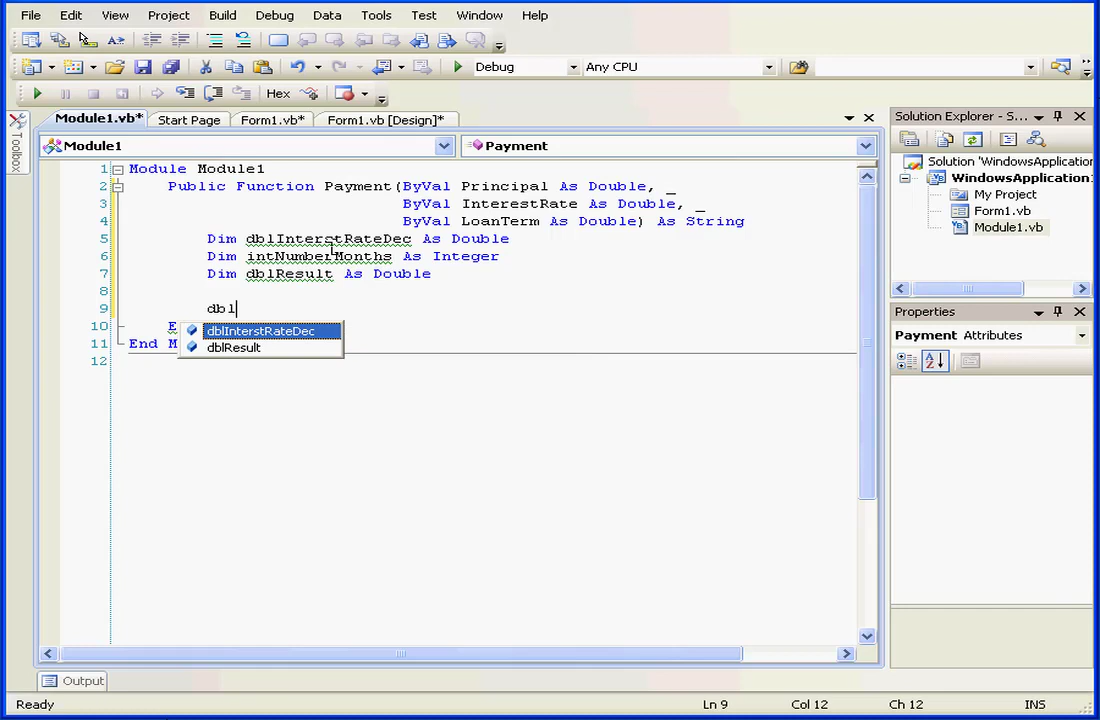 File Edit View Project Build Debug Data Tools Test Window Help
Debug Any CPU
Hex
Module1.vb* Start Page Form1.vb* Form1.vb [Design]*
Toolbox
Module1 Payment
1 Module Module1
2 Public Function Payment(ByVal Principal As Double, _
3 ByVal InterestRate As Double, _
4 ByVal LoanTerm As Double) As String
5 Dim dblInterstRateDec As Double
6 Dim intNumberMonths As Integer
7 Dim dblResult As Double
8
9 dbl
10 E
dblInterstRateDec
11 End M
dblResult
12
Solution Explorer - S...
Solution 'WindowsApplication
WindowsApplication
My Project
Form1.vb
Module1.vb
Properties
Payment Attributes
Output
Ready Ln 9 Col 12 Ch 12 INS